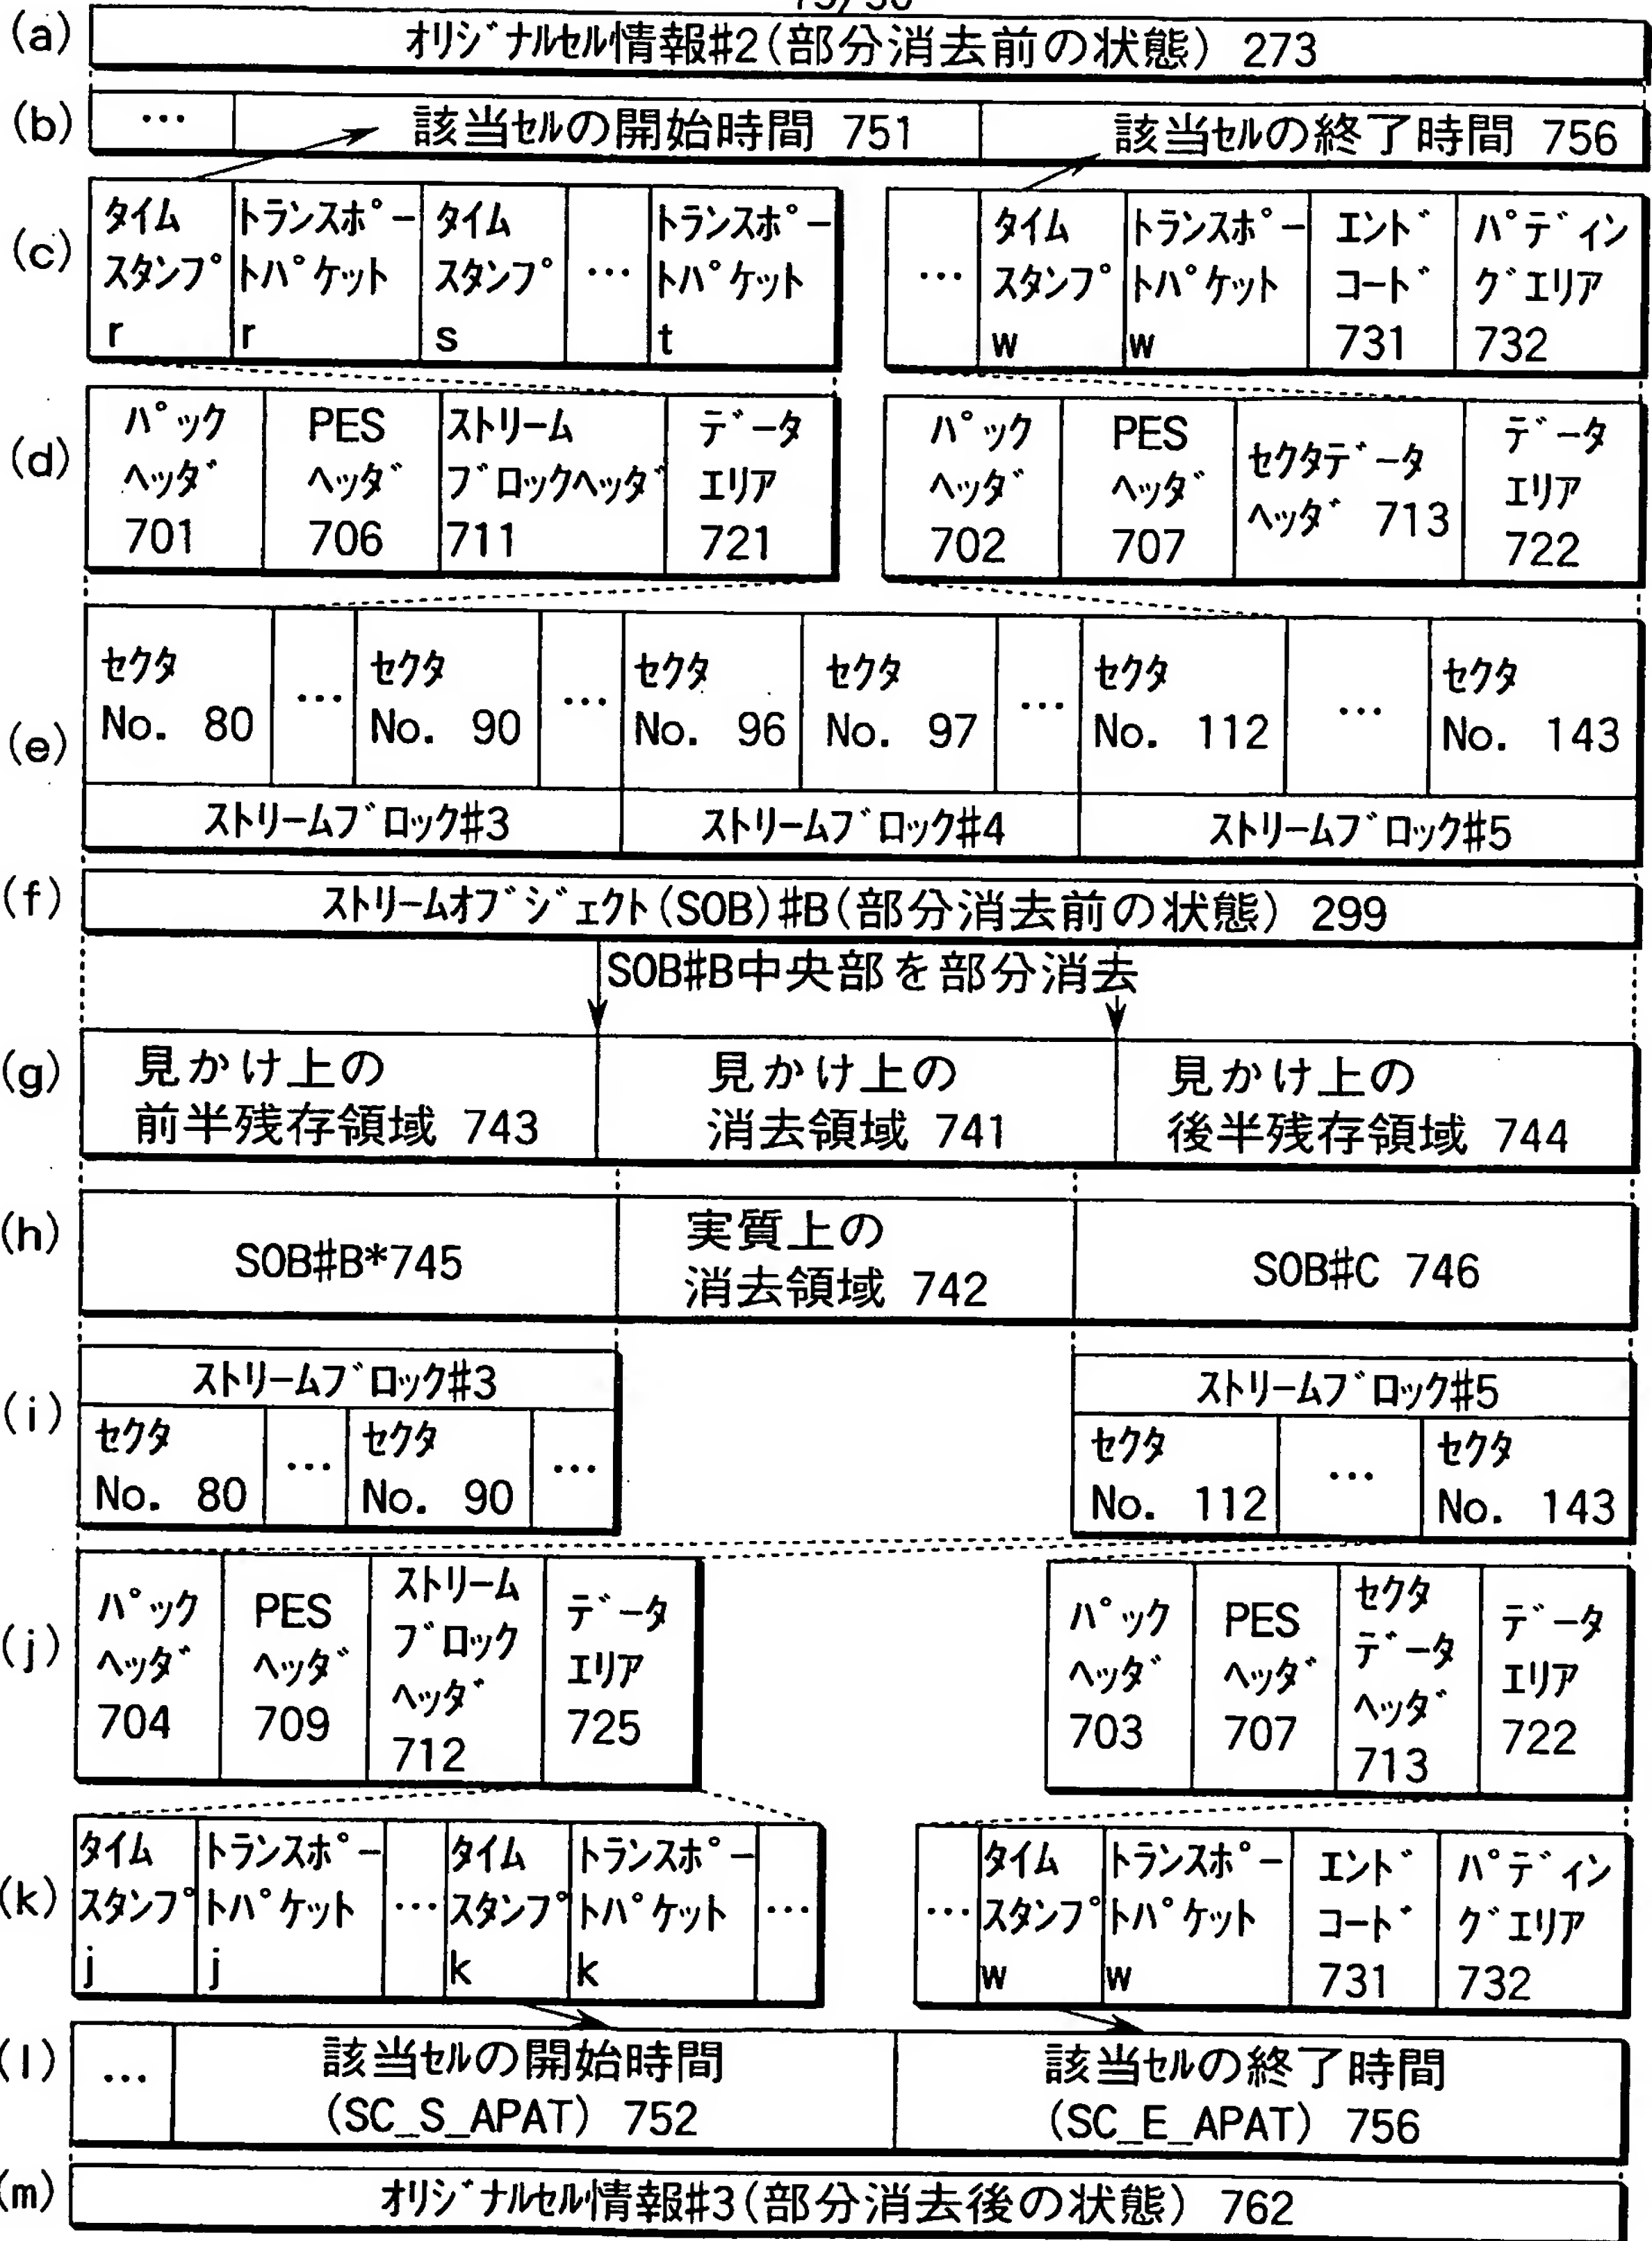 (a) オリジナルセル情報#2(部分消去前の状態) 273
(b) … 該当セルの開始時間 751 該当セルの終了時間 756
(c)
タイム
スタンプ
r
トランスポー
トパケット
r
タイム
スタンプ
s
…
トランスポー
トパケット
t
…
タイム
スタンプ
w
トランスポー
トパケット
w
エンド
コード
731
パディン
グエリア
732
(d)
パック
ヘッダ
701
PES
ヘッダ
706
ストリーム
ブロックヘッダ
711
データ
エリア
721
パック
ヘッダ
702
PES
ヘッダ
707
セクタデータ
ヘッダ 713
データ
エリア
722
(e)
セクタ
No. 80
…
セクタ
No. 90
…
セクタ
No. 96
セクタ
No. 97
…
セクタ
No. 112
…
セクタ
No. 143
ストリームブロック#3
ストリームブロック#4
ストリームブロック#5
(f) ストリームオブジェクト(SOB)#B(部分消去前の状態) 299
SOB#B中央部を部分消去
(g)
見かけ上の
前半残存領域 743
見かけ上の
消去領域 741
見かけ上の
後半残存領域 744
(h)
SOB#B*745
実質上の
消去領域 742
SOB#C 746
(i)
ストリームブロック#3
セクタ
No. 80
…
セクタ
No. 90
…
ストリームブロック#5
セクタ
No. 112
…
セクタ
No. 143
(j)
パック
ヘッダ
704
PES
ヘッダ
709
ストリーム
ブロック
ヘッダ
712
データ
エリア
725
パック
ヘッダ
703
PES
ヘッダ
707
セクタ
データ
ヘッダ
713
データ
エリア
722
(k)
タイム
スタンプ
j
トランスポー
トパケット
j
…
タイム
スタンプ
k
トランスポー
トパケット
k
…
…
タイム
スタンプ
w
トランスポー
トパケット
w
エンド
コード
731
パディン
グエリア
732
(l)
…
該当セルの開始時間
(SC_S_APAT) 752
該当セルの終了時間
(SC_E_APAT) 756
(m) オリジナルセル情報#3(部分消去後の状態) 762